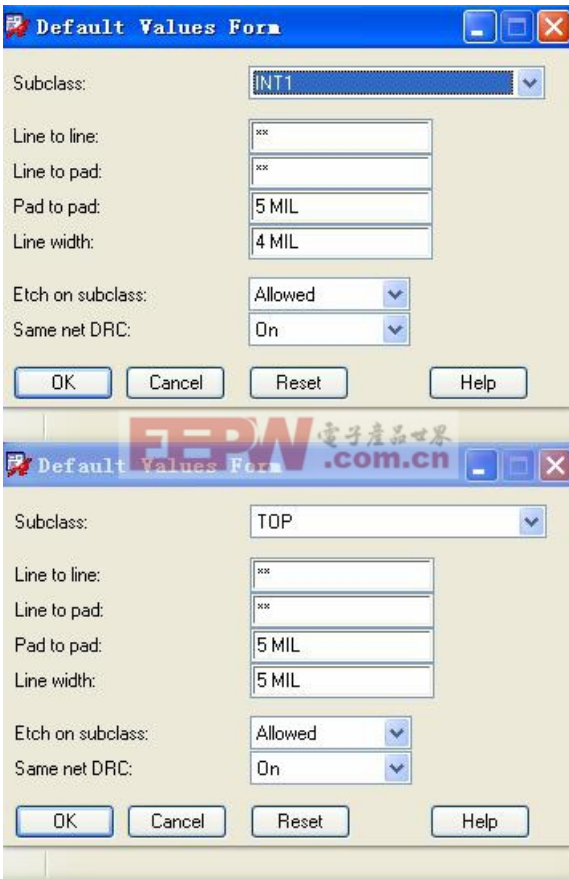 Default Values Form
Subclass: INT1
Line to line: **
Line to pad: **
Pad to pad: 5 MIL
Line width: 4 MIL
Etch on subclass: Allowed
Same net DRC: On
OK Cancel Reset Help
EEPW 電子產品世界
.com.cn
Default Values Form
Subclass: TOP
Line to line: **
Line to pad: **
Pad to pad: 5 MIL
Line width: 5 MIL
Etch on subclass: Allowed
Same net DRC: On
OK Cancel Reset Help